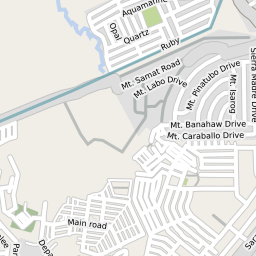 Aquamarine
Opal
Quartz
Ruby
Mt. Samat Road
Mt. Labo Drive
Mt. Pinatubo Drive
Mt. Isarog
Sierra Madre Drive
Mt. Banahaw Drive
Mt. Caraballo Drive
Main road